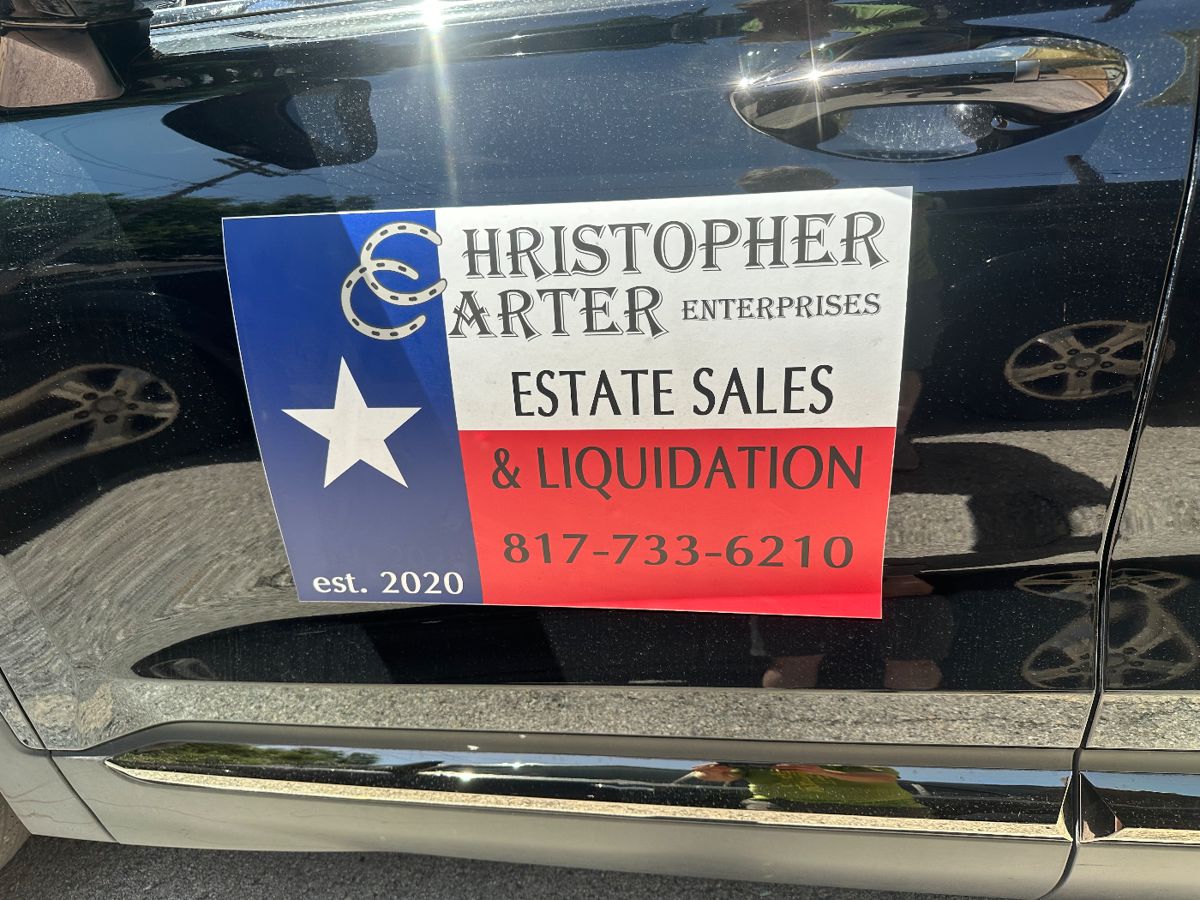 CHRISTOPHER
CARTER ENTERPRISES
ESTATE SALES
& LIQUIDATION
817-733-6210
est. 2020